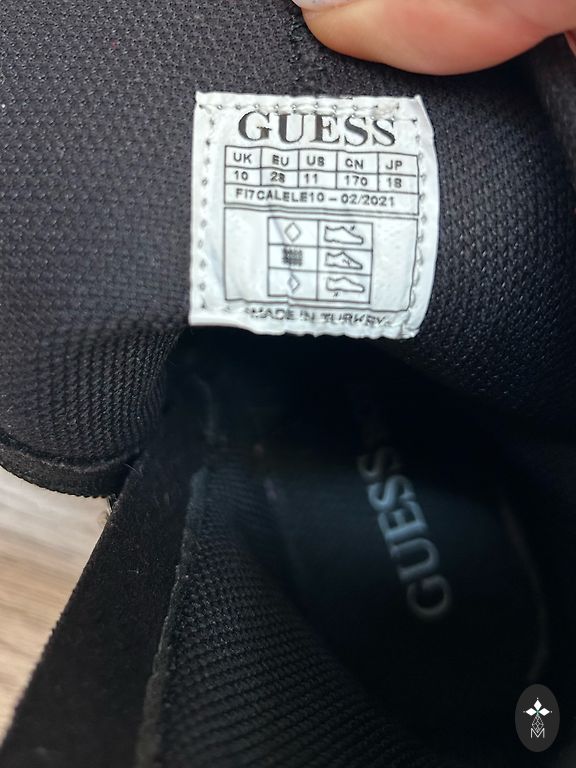 GUESS
UK EU US CN JP
10 28 11 170 18
FI7CALELE10 - 02/2021
MADE IN TURKEY
GUESS